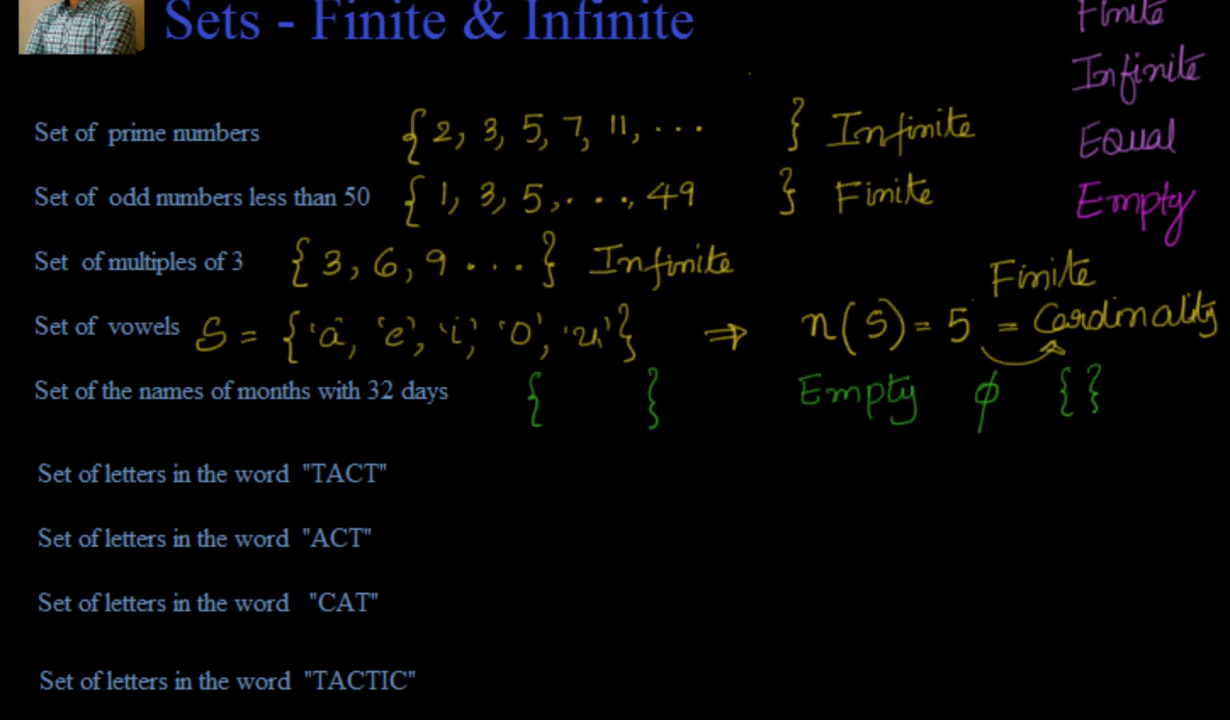 Sets - Finite & Infinite
Finite
Infinite
Equal
Empty
Set of prime numbers { 2, 3, 5, 7, 11, ... } Infinite
Set of odd numbers less than 50 { 1, 3, 5, . . ., 49 } Finite
Set of multiples of 3 { 3, 6, 9 ... } Infinite
Finite
Set of vowels S = { 'a', 'e', 'i', 'o', 'u' } ⇒ n(S) = 5 = Cardinality
Set of the names of months with 32 days { } Empty ϕ { }
Set of letters in the word "TACT"
Set of letters in the word "ACT"
Set of letters in the word "CAT"
Set of letters in the word "TACTIC"